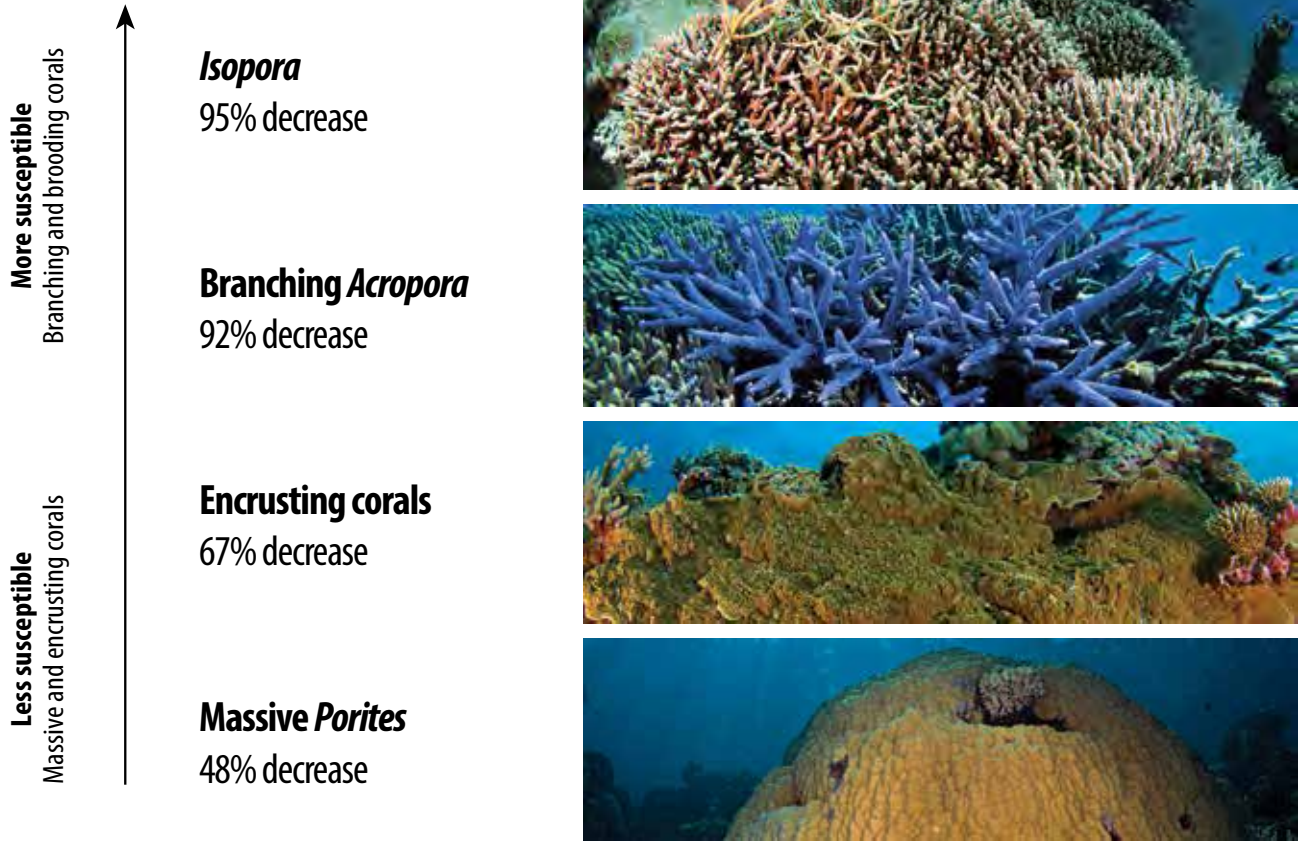 More susceptible
Branching and brooding corals
Isopora
95% decrease
Branching Acropora
92% decrease
Less susceptible
Massive and encrusting corals
Encrusting corals
67% decrease
Massive Porites
48% decrease